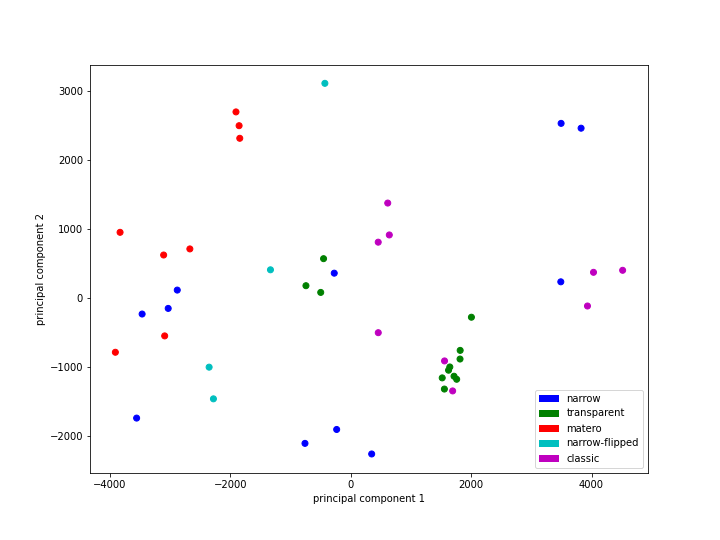 3000
2000
1000
0
−1000
−2000
principal component 2
−4000
−2000
0
2000
4000
principal component 1
narrow
transparent
matero
narrow-flipped
classic